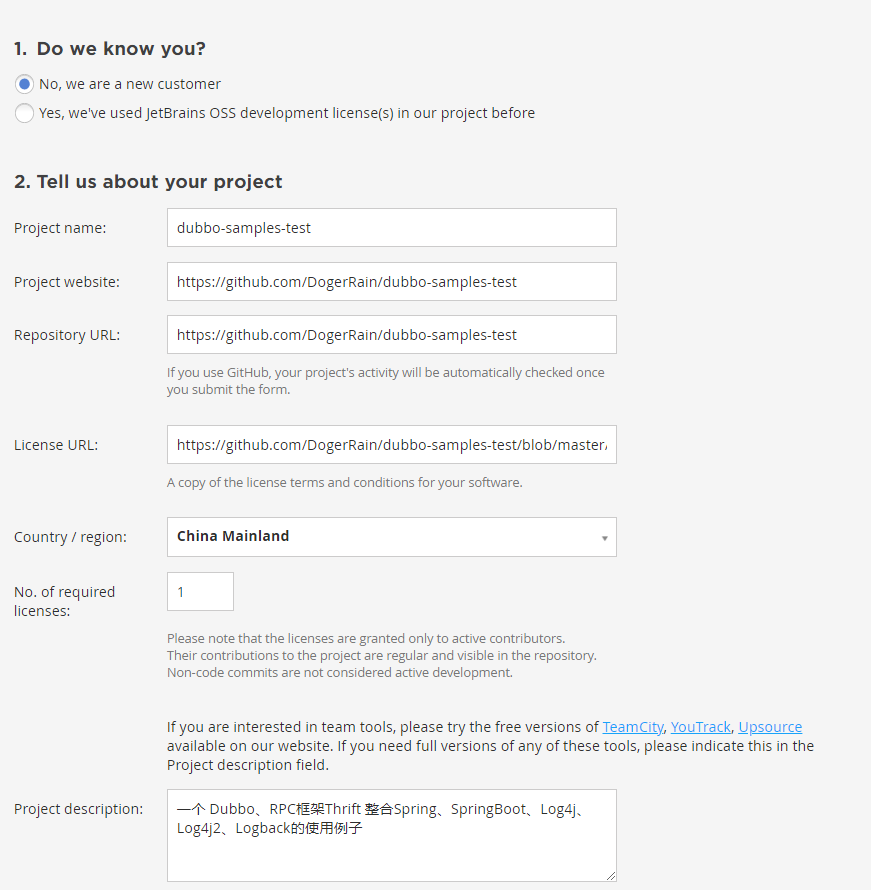 1. Do we know you?
No, we are a new customer
Yes, we've used JetBrains OSS development license(s) in our project before
2. Tell us about your project
Project name:
dubbo-samples-test
Project website:
https://github.com/DogerRain/dubbo-samples-test
Repository URL:
https://github.com/DogerRain/dubbo-samples-test
If you use GitHub, your project's activity will be automatically checked once
you submit the form.
License URL:
https://github.com/DogerRain/dubbo-samples-test/blob/master/
A copy of the license terms and conditions for your software.
Country / region:
China Mainland
No. of required
licenses:
1
Please note that the licenses are granted only to active contributors.
Their contributions to the project are regular and visible in the repository.
Non-code commits are not considered active development.
If you are interested in team tools, please try the free versions of TeamCity, YouTrack, Upsource
available on our website. If you need full versions of any of these tools, please indicate this in the
Project description field.
Project description:
一个 Dubbo、RPC框架Thrift 整合Spring、SpringBoot、Log4j、
Log4j2、Logback的使用例子